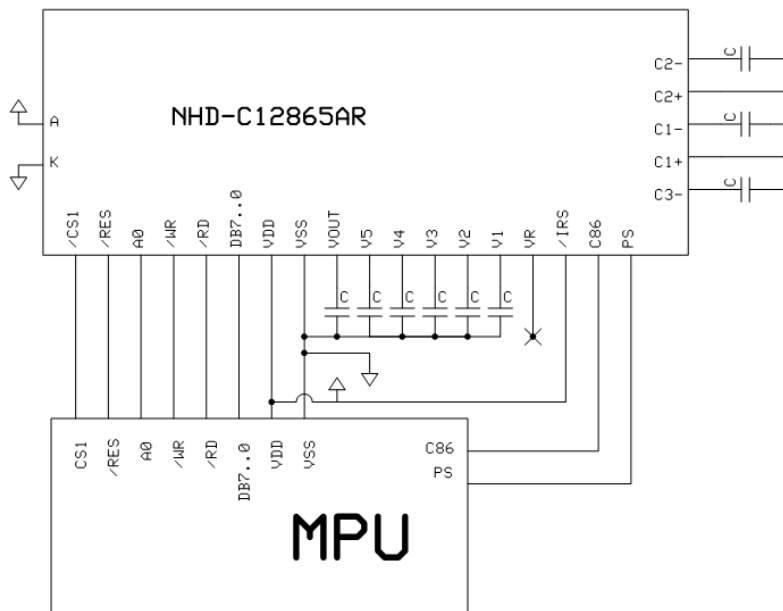 C2-
C
C2+
NHD-C12865AR
A
C1-
C
K
C1+
C3-
C
/CS1
/RES
A0
/WR
/RD
DB7..0
VDD
VSS
VOUT
V5
V4
V3
V2
V1
VR
/IRS
C86
PS
C
C
C
C
C
C
CS1
/RES
A0
/WR
/RD
DB7..0
VDD
VSS
C86
PS
MPU